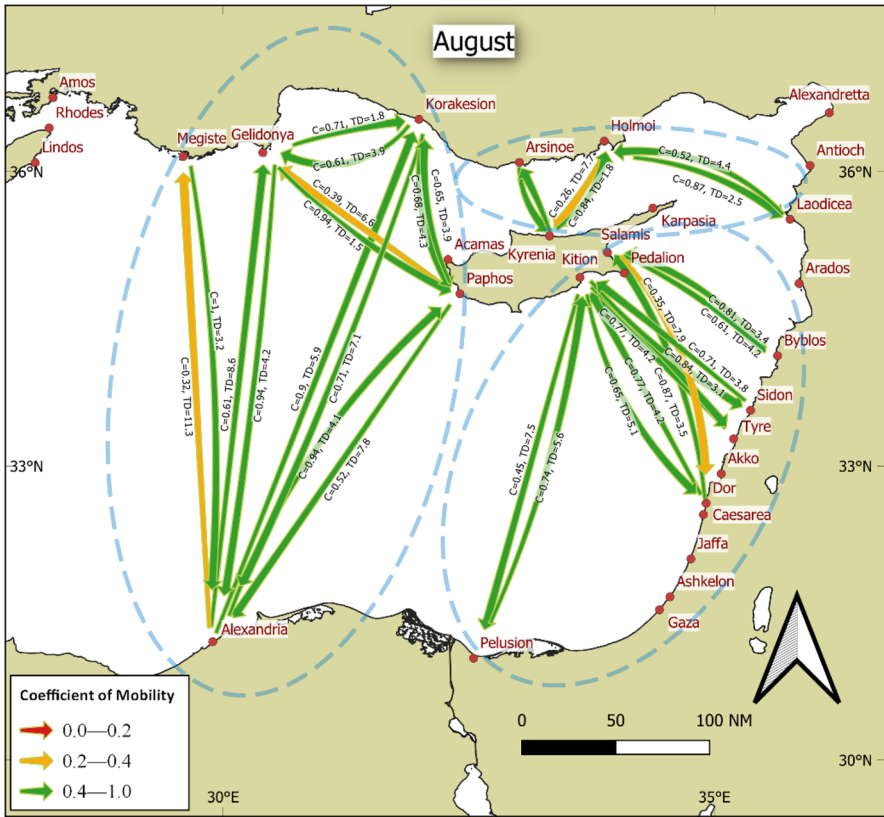 August
Amos
Rhodes
Lindos
Megiste
Gelidonya
Korakesion
Arsinoe
Holmoi
Alexandretta
Antioch
Laodicea
Karpasia
Salamis
Kyrenia
Kition
Pedalion
Acamas
Paphos
Arados
Byblos
Sidon
Tyre
Akko
Dor
Caesarea
Jaffa
Ashkelon
Gaza
Pelusion
Alexandria
36°N
36°N
33°N
33°N
30°N
30°E
35°E
C=0.71, TD=1.8
C=0.61, TD=3.9
C=0.39, TD=6.6
C=0.94, TD=1.5
C=0.65, TD=3.9
C=0.68, TD=4.3
C=0.26, TD=7.7
C=0.84, TD=1.8
C=0.52, TD=4.4
C=0.87, TD=2.5
C=1, TD=3.2
C=0.32, TD=11.3
C=0.61, TD=8.6
C=0.94, TD=4.2
C=0.9, TD=5.9
C=0.71, TD=7.1
C=0.94, TD=4.1
C=0.52, TD=7.8
C=0.45, TD=7.5
C=0.74, TD=5.6
C=0.65, TD=5.1
C=0.77, TD=4.2
C=0.87, TD=3.5
C=0.35, TD=7.9
C=0.77, TD=4.2
C=0.84, TD=3.1
C=0.71, TD=3.8
C=0.81, TD=3.4
C=0.61, TD=4.2
Coefficient of Mobility
0.0—0.2
0.2—0.4
0.4—1.0
0 50 100 NM